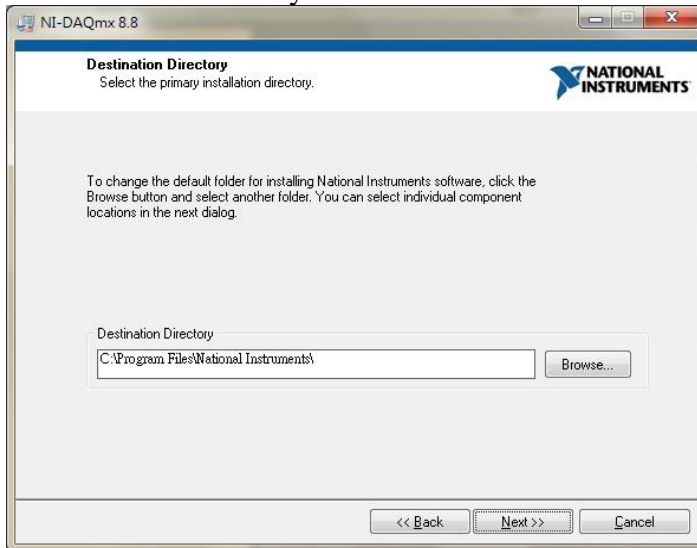 NI-DAQmx 8.8
Destination Directory
Select the primary installation directory.
NATIONAL
INSTRUMENTS
To change the default folder for installing National Instruments software, click the
Browse button and select another folder. You can select individual component
locations in the next dialog.
Destination Directory
C:\Program Files\National Instruments\
Browse...
<< Back
Next >>
Cancel